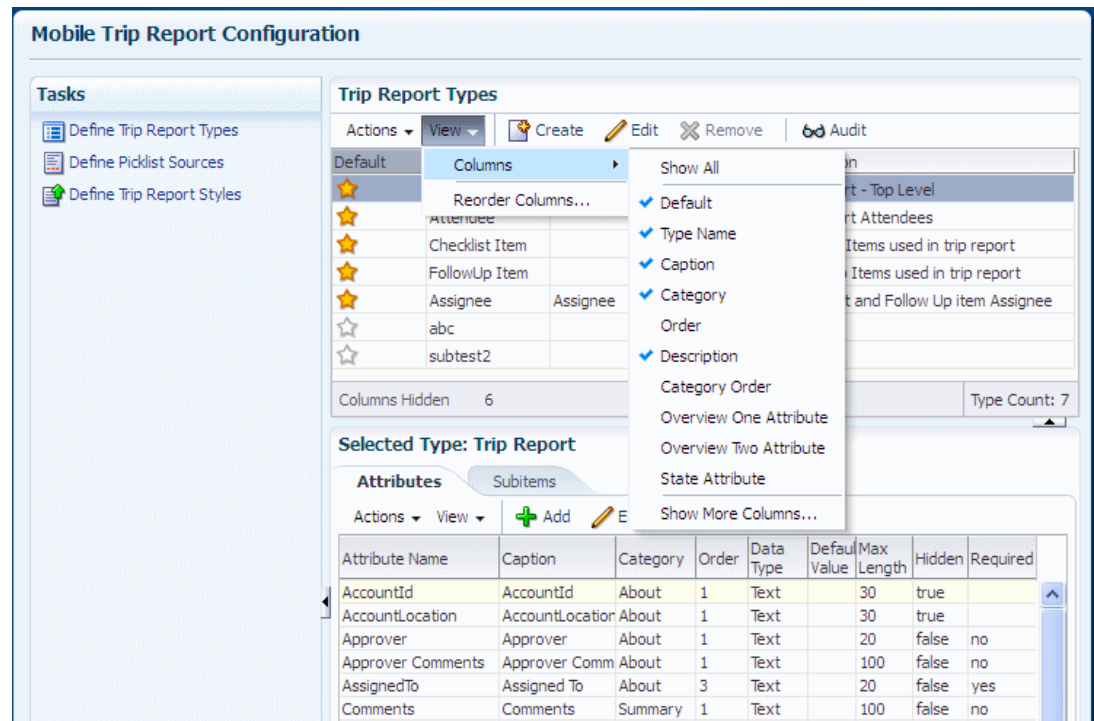 Mobile Trip Report Configuration
Tasks
Define Trip Report Types
Define Picklist Sources
Define Trip Report Styles
Trip Report Types
Actions View Create Edit Remove Audit
Default
Columns
Reorder Columns...
Show All
Default
Type Name
Caption
Category
Order
Description
Category Order
Overview One Attribute
Overview Two Attribute
State Attribute
Show More Columns...
on
rt - Top Level
Attendee rt Attendees
Checklist Item Items used in trip report
FollowUp Item Items used in trip report
Assignee Assignee t and Follow Up item Assignee
abc
subtest2
Columns Hidden 6 Type Count: 7
Selected Type: Trip Report
Attributes Subitems
Actions View Add E
Attribute Name Caption Category Order Data Type Defaul Value Max Length Hidden Required
AccountId AccountId About 1 Text 30 true
AccountLocation AccountLocation About 1 Text 30 true
Approver Approver About 1 Text 20 false no
Approver Comments Approver Comm About 1 Text 100 false no
AssignedTo Assigned To About 3 Text 20 false yes
Comments Comments Summary 1 Text 100 false no